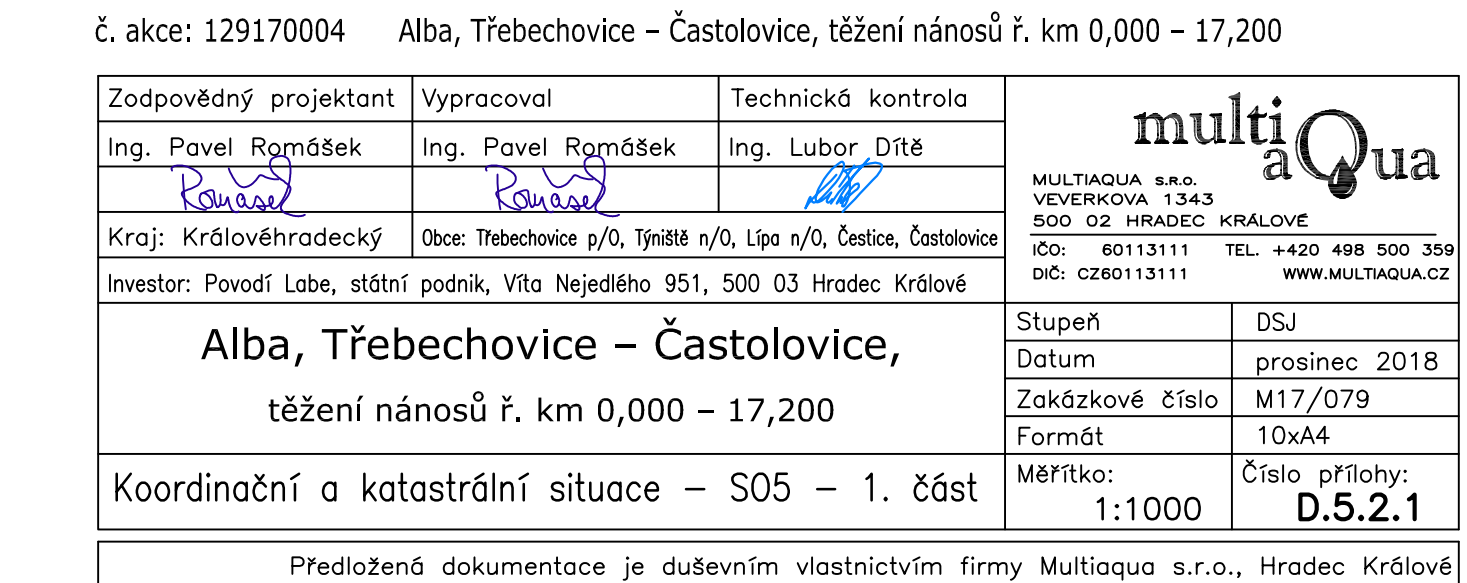 č. akce: 129170004 Alba, Třebechovice – Častolovice, těžení nánosů ř. km 0,000 – 17,200
Zodpovědný projektant Vypracoval Technická kontrola
Ing. Pavel Romášek Ing. Pavel Romášek Ing. Lubor Dítě
Romášek Romášek
Kraj: Královéhradecký Obce: Třebechovice p/O, Týniště n/O, Lípa n/O, Čestice, Častolovice
Investor: Povodí Labe, státní podnik, Víta Nejedlého 951, 500 03 Hradec Králové
multi
aQua
MULTIAQUA S.R.O.
VEVERKOVA 1343
500 02 HRADEC KRÁLOVÉ
IČO: 60113111 TEL. +420 498 500 359
DIČ: CZ60113111 WWW.MULTIAQUA.CZ
Alba, Třebechovice – Častolovice,
těžení nánosů ř. km 0,000 – 17,200
Stupeň DSJ
Datum prosinec 2018
Zakázkové číslo M17/079
Formát 10xA4
Koordinační a katastrální situace – SO5 – 1. část
Měřítko: Číslo přílohy:
1:1000 D.5.2.1
Předložená dokumentace je duševním vlastnictvím firmy Multiaqua s.r.o., Hradec Králové